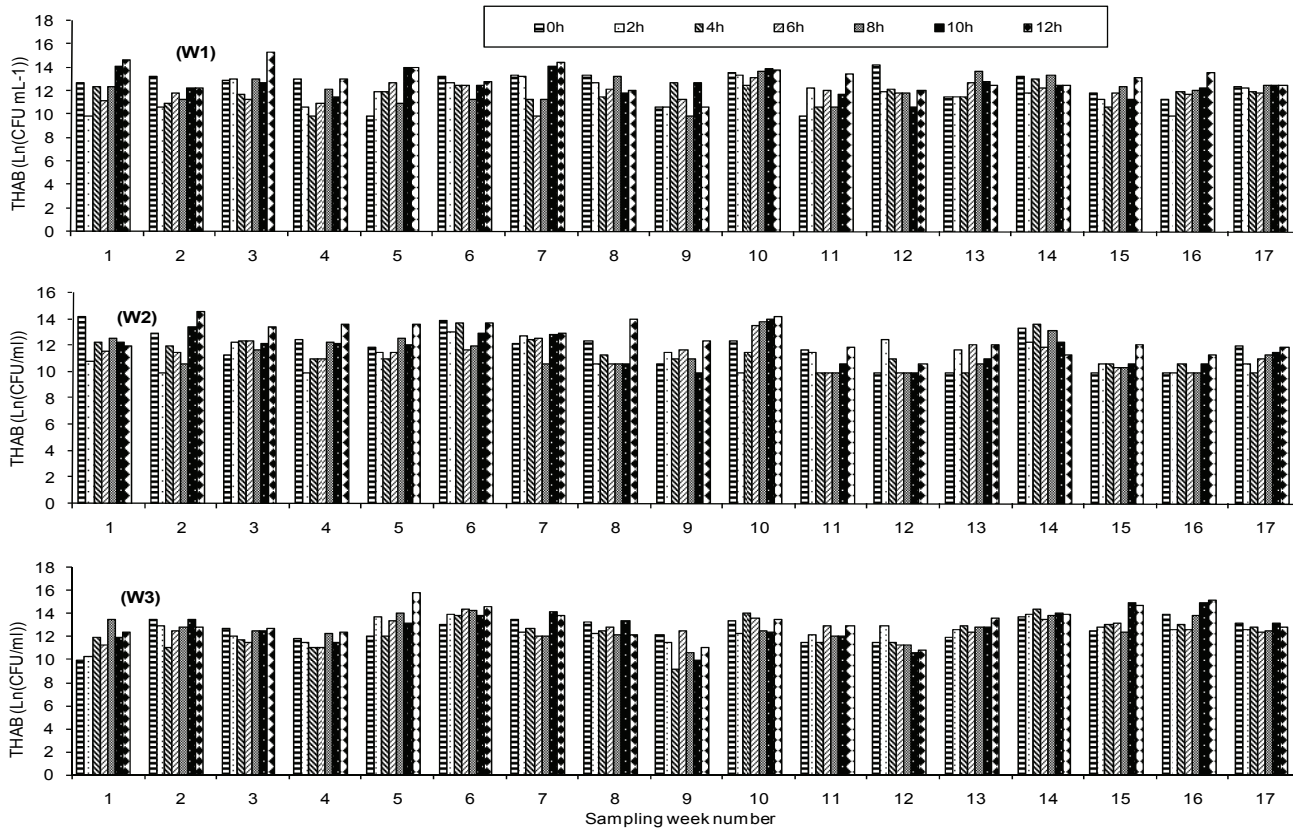 0h 2h 4h 6h 8h 10h 12h
(W1)
THAB (Ln(CFU mL-1))
18
16
14
12
10
8
6
4
2
0
1 2 3 4 5 6 7 8 9 10 11 12 13 14 15 16 17
(W2)
THAB (Ln(CFU/ml))
16
14
12
10
8
6
4
2
0
1 2 3 4 5 6 7 8 9 10 11 12 13 14 15 16 17
(W3)
THAB (Ln(CFU/ml))
18
16
14
12
10
8
6
4
2
0
1 2 3 4 5 6 7 8 9 10 11 12 13 14 15 16 17
Sampling week number